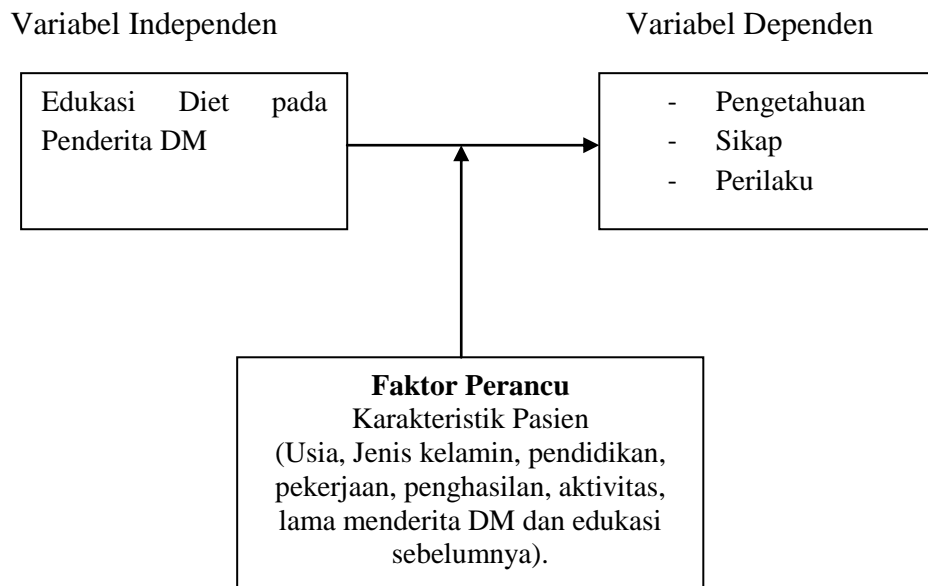 Variabel Independen
Variabel Dependen
Edukasi Diet pada
Penderita DM
- Pengetahuan
- Sikap
- Perilaku
Faktor Perancu
Karakteristik Pasien
(Usia, Jenis kelamin, pendidikan,
pekerjaan, penghasilan, aktivitas,
lama menderita DM dan edukasi
sebelumnya).